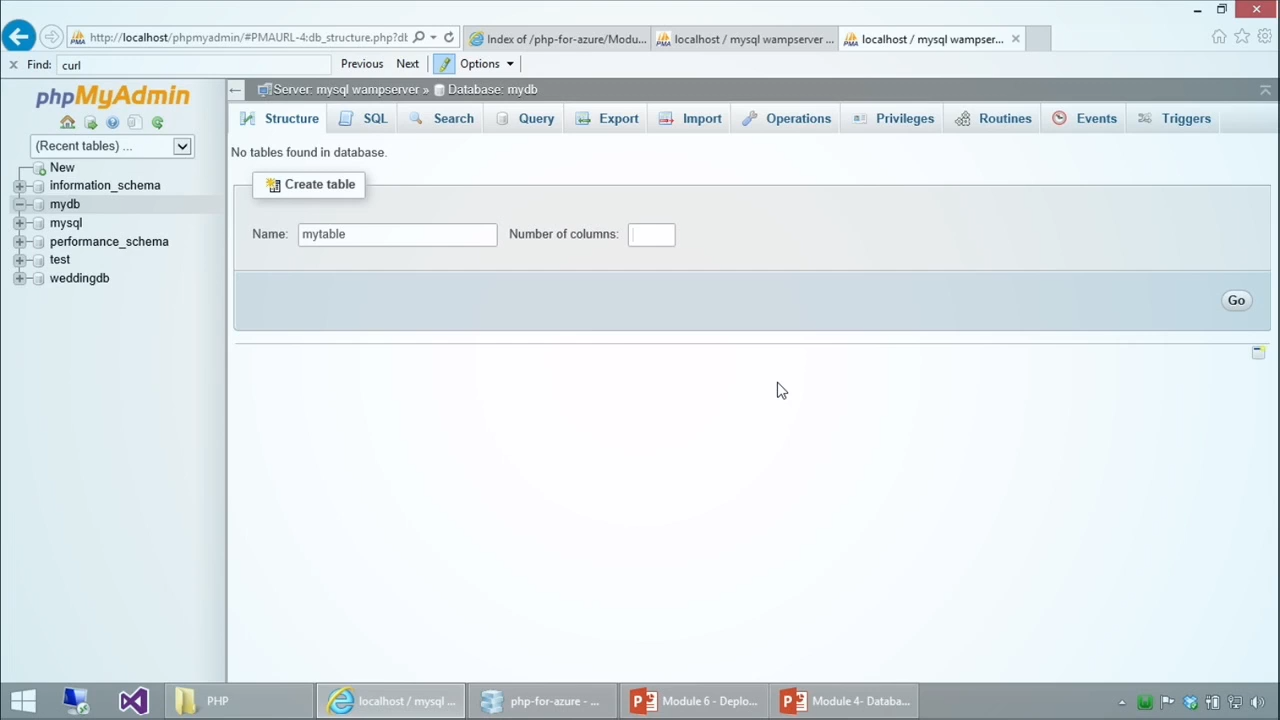 http://localhost/phpmyadmin/#PMAURL-4:db_structure.php?db
Index of /php-for-azure/Modu...
localhost / mysql wampserver ...
localhost / mysql wampser...
Find: curl Previous Next Options
phpMyAdmin
(Recent tables) ...
New
information_schema
mydb
mysql
performance_schema
test
weddingdb
Server: mysql wampserver » Database: mydb
Structure SQL Search Query Export Import Operations Privileges Routines Events Triggers
No tables found in database.
Create table
Name: mytable Number of columns:
Go
PHP
localhost / mysql ...
php-for-azure - ...
Module 6 - Deplo...
Module 4- Databa...